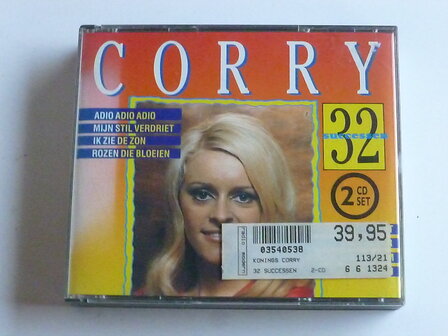 CORRY
ADIO ADIO ADIO
MIJN STIL VERDRIET
IK ZIE DE ZON
ROZEN DIE BLOEIEN
32
successen
2 CD SET
39,95
03540538
113/21
KONINGS CORRY
6 6 1324
32 SUCCESSEN 2-CD